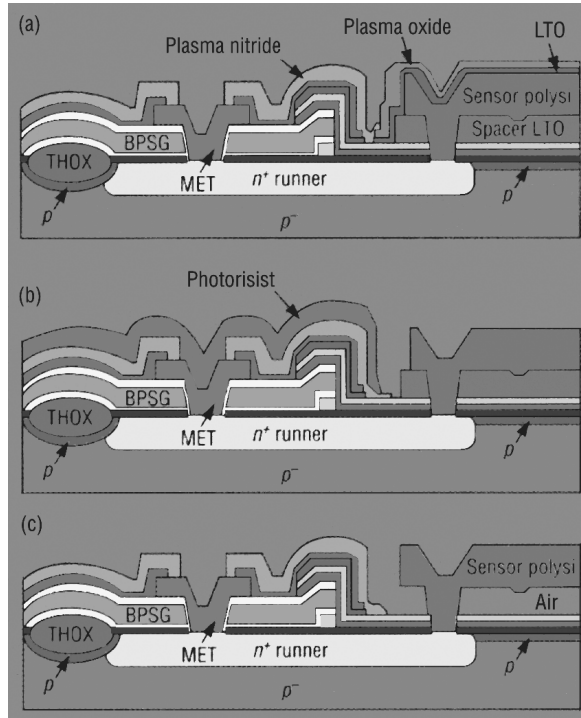 (a)
Plasma nitride
Plasma oxide
LTO
Sensor polysi
Spacer LTO
BPSG
THOX
MET
n+ runner
p
p
p−
(b)
Photorisist
BPSG
THOX
MET
n+ runner
p
p
p−
(c)
Sensor polysi
Air
BPSG
THOX
MET
n+ runner
p
p
p−